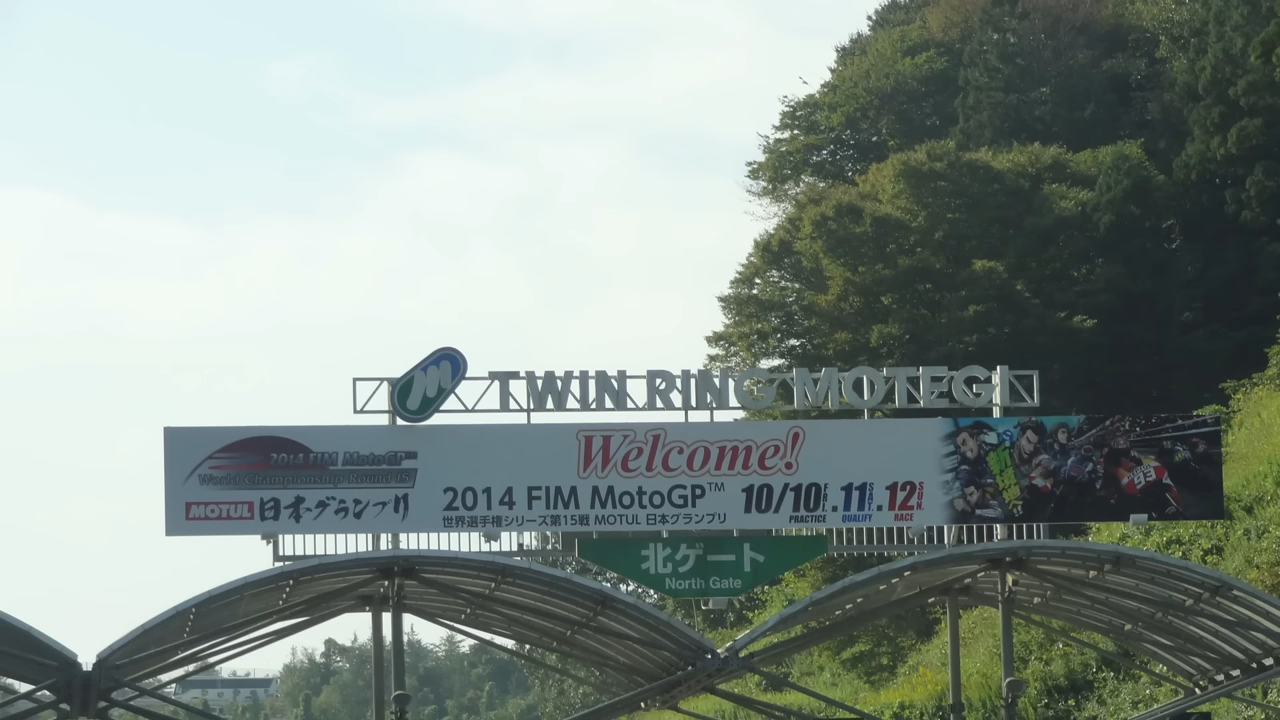 TWIN RING MOTEGI
2014 FIM MotoGP™
World Championship Round 15
MOTUL 日本グランプリ
Welcome!
2014 FIM MotoGP™
世界選手権シリーズ第15戦 MOTUL 日本グランプリ
10/10 FRI. 11 SAT. 12 SUN.
PRACTICE QUALIFY RACE
93
北ゲート
North Gate